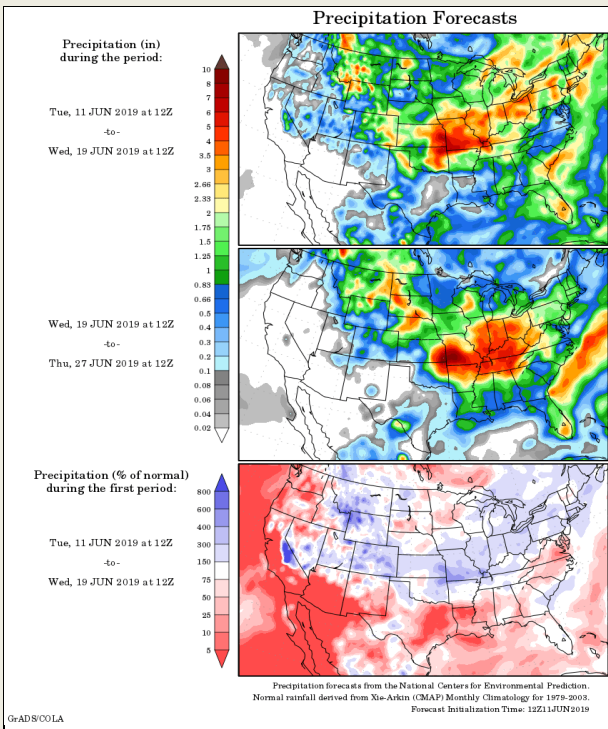 Precipitation Forecasts
Precipitation (in)
during the period:
Tue, 11 JUN 2019 at 12Z
-to-
Wed, 19 JUN 2019 at 12Z
10
8
7
6
5
4
3.5
3
2.66
2.33
2
1.75
1.5
1.25
1
0.83
0.66
0.5
0.4
0.3
0.2
0.1
0.08
0.06
0.04
0.02
Wed, 19 JUN 2019 at 12Z
-to-
Thu, 27 JUN 2019 at 12Z
Precipitation (% of normal)
during the first period:
Tue, 11 JUN 2019 at 12Z
-to-
Wed, 19 JUN 2019 at 12Z
800
600
400
300
150
75
50
25
10
5
Precipitation forecasts from the National Centers for Environmental Prediction.
Normal rainfall derived from Xie-Arkin (CMAP) Monthly Climatology for 1979-2003.
Forecast Initialization Time: 12Z11JUN2019
GrADS/COLA